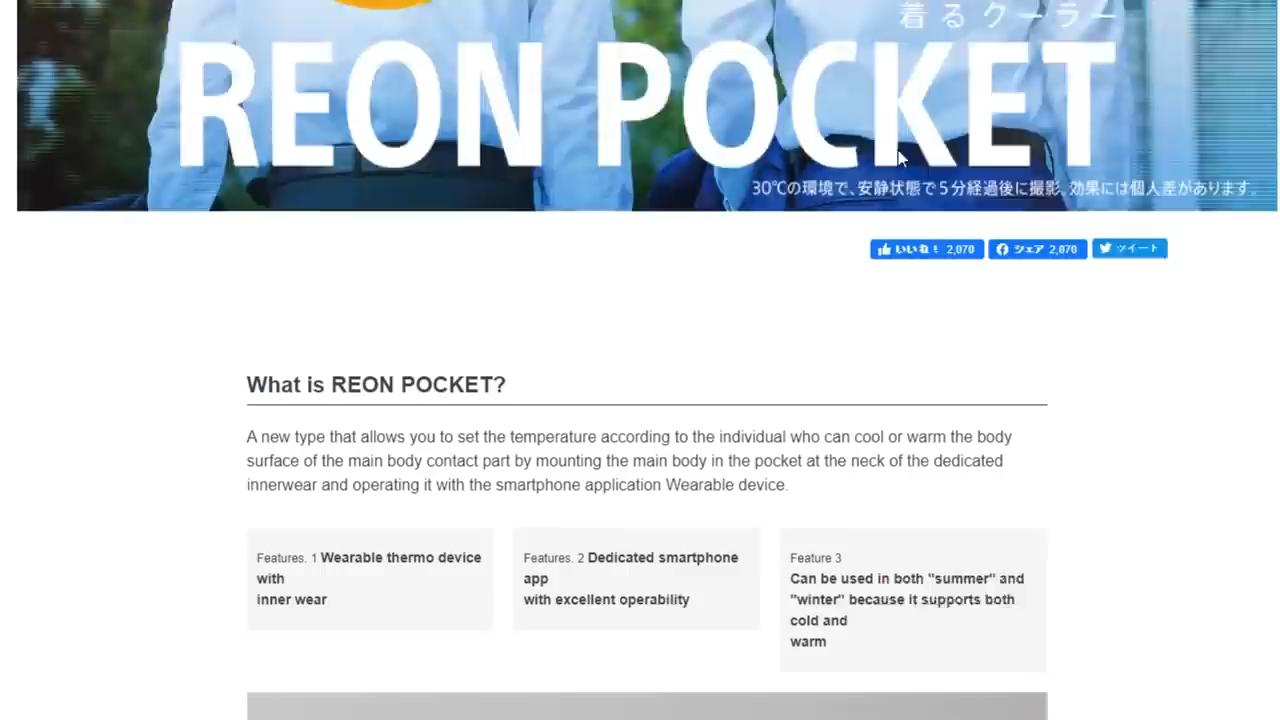 着るクーラー
REON POCKET
30℃の環境で、安静状態で5分経過後に撮影。効果には個人差があります。
いいね! 2,070 シェア 2,070 ツイート
What is REON POCKET?
A new type that allows you to set the temperature according to the individual who can cool or warm the body
surface of the main body contact part by mounting the main body in the pocket at the neck of the dedicated
innerwear and operating it with the smartphone application Wearable device.
Features. 1 Wearable thermo device
with
inner wear
Features. 2 Dedicated smartphone
app
with excellent operability
Feature 3
Can be used in both "summer" and
"winter" because it supports both
cold and
warm